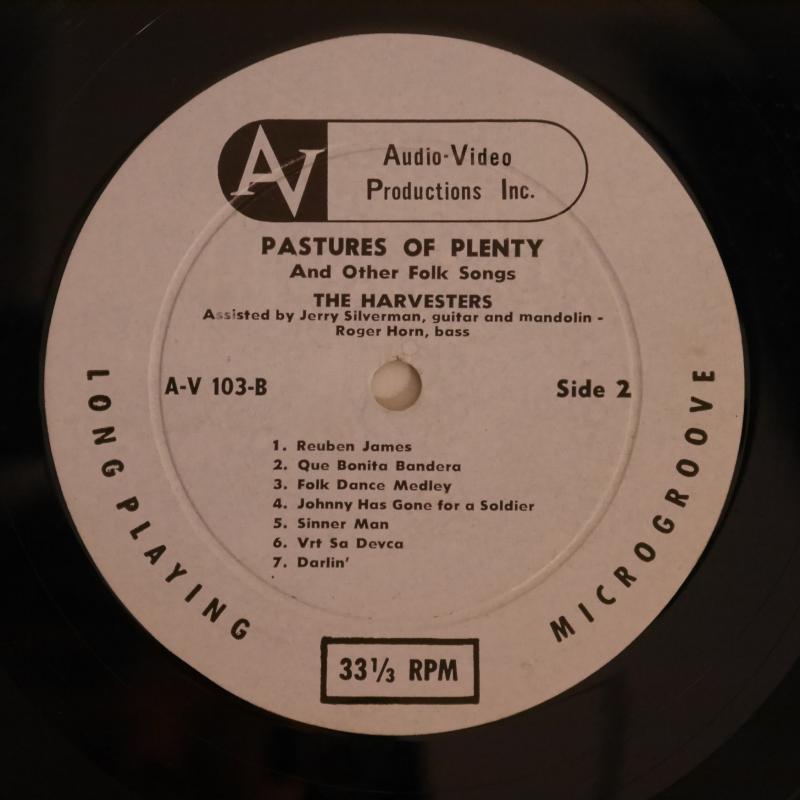 AV
Audio-Video
Productions Inc.
PASTURES OF PLENTY
And Other Folk Songs
THE HARVESTERS
Assisted by Jerry Silverman, guitar and mandolin -
Roger Horn, bass
A-V 103-B
Side 2
1. Reuben James
2. Que Bonita Bandera
3. Folk Dance Medley
4. Johnny Has Gone for a Soldier
5. Sinner Man
6. Vrt Sa Devca
7. Darlin'
LONG PLAYING
MICROGROOVE
33 1/3 RPM